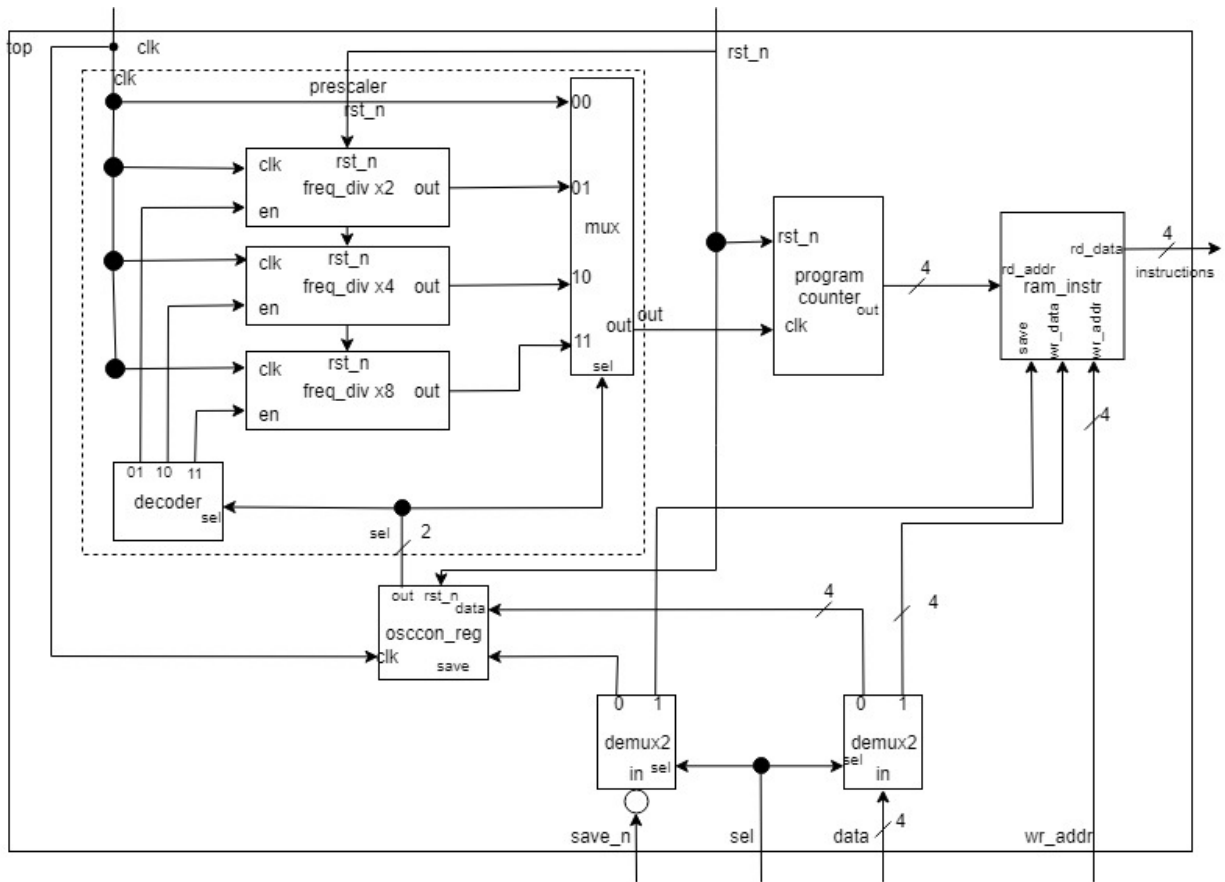 top
clk
rst_n
clk
prescaler
rst_n
00
clk
rst_n
freq_div x2
out
en
01
mux
clk
rst_n
freq_div x4
out
en
10
out
out
clk
rst_n
freq_div x8
out
en
11
sel
rst_n
program
counter
out
clk
4
rd_data
4
instructions
rd_addr
ram_instr
save
wr_data
wr_addr
4
01 10 11
decoder
sel
sel
2
out rst_n
data
osccon_reg
clk
save
4
4
0 1
demux2
sel
in
0 1
demux2
sel
in
save_n
sel
data
4
wr_addr